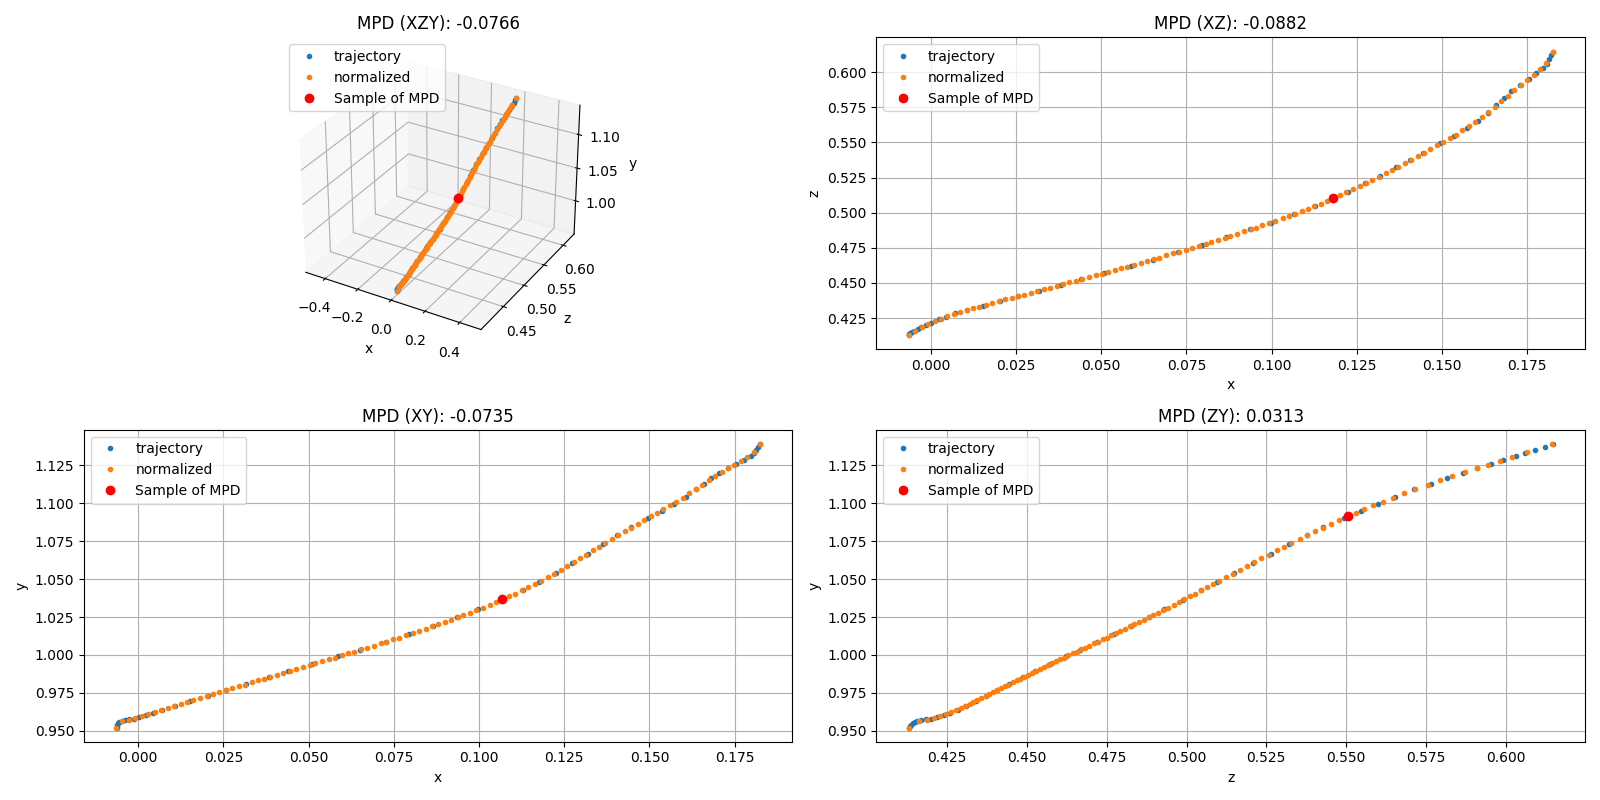 MPD (XZY): -0.0766
trajectory
normalized
Sample of MPD
1.10
1.05
1.00
y
−0.4
−0.2
0.0
0.2
0.4
x
0.45
0.50
0.55
0.60
z
MPD (XZ): -0.0882
trajectory
normalized
Sample of MPD
0.600
0.575
0.550
0.525
0.500
0.475
0.450
0.425
z
0.000 0.025 0.050 0.075 0.100 0.125 0.150 0.175
x
MPD (XY): -0.0735
trajectory
normalized
Sample of MPD
1.125
1.100
1.075
1.050
1.025
1.000
0.975
0.950
y
0.000 0.025 0.050 0.075 0.100 0.125 0.150 0.175
x
MPD (ZY): 0.0313
trajectory
normalized
Sample of MPD
1.125
1.100
1.075
1.050
1.025
1.000
0.975
0.950
y
0.425 0.450 0.475 0.500 0.525 0.550 0.575 0.600
z